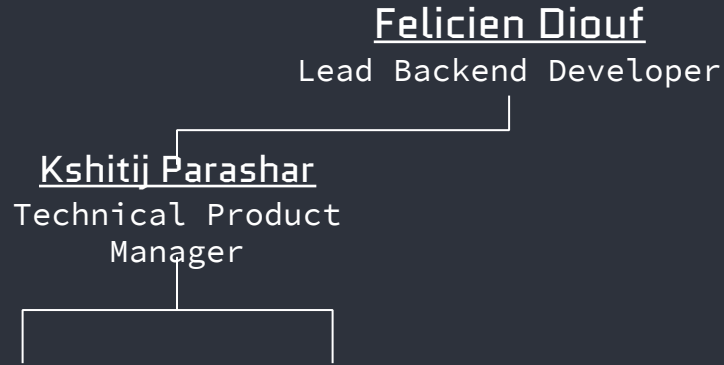 Felicien Diouf
Lead Backend Developer
Kshitij Parashar
Technical Product
Manager